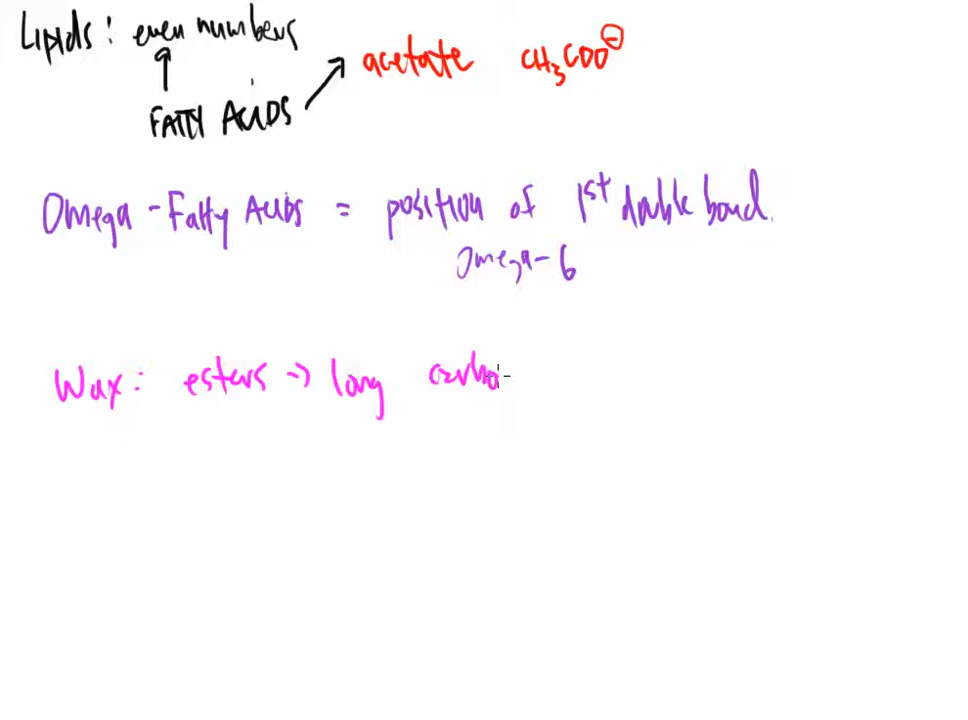 Lipids: even numbers
acetate CH3COO⊖
FATTY ACIDS
Omega-Fatty Acids = position of 1st double bond.
Omega-6
Wax: esters => long carbo